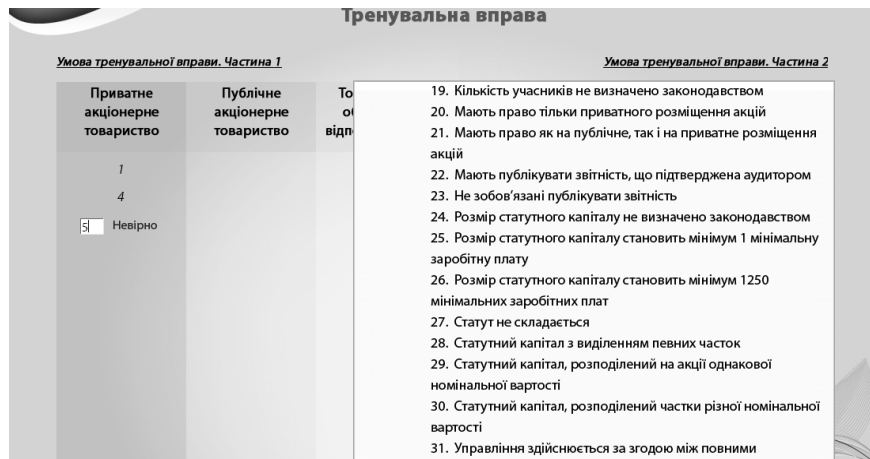 Тренувальна вправа
Умова тренувальної вправи. Частина 1
Умова тренувальної вправи. Частина 2
Приватне
акціонерне
товариство
Публічне
акціонерне
товариство
1
4
5 Невірно
19. Кількість учасників не визначено законодавством
20. Мають право тільки приватного розміщення акцій
21. Мають право як на публічне, так і на приватне розміщення
акцій
22. Мають публікувати звітність, що підтверджена аудитором
23. Не зобов’язані публікувати звітність
24. Розмір статутного капіталу не визначено законодавством
25. Розмір статутного капіталу становить мінімум 1 мінімальну
заробітну плату
26. Розмір статутного капіталу становить мінімум 1250
мінімальних заробітних плат
27. Статут не складається
28. Статутний капітал з виділенням певних часток
29. Статутний капітал, розподілений на акції однакової
номінальної вартості
30. Статутний капітал, розподілений частки різної номінальної
вартості
31. Управління здійснюється за згодою між повними